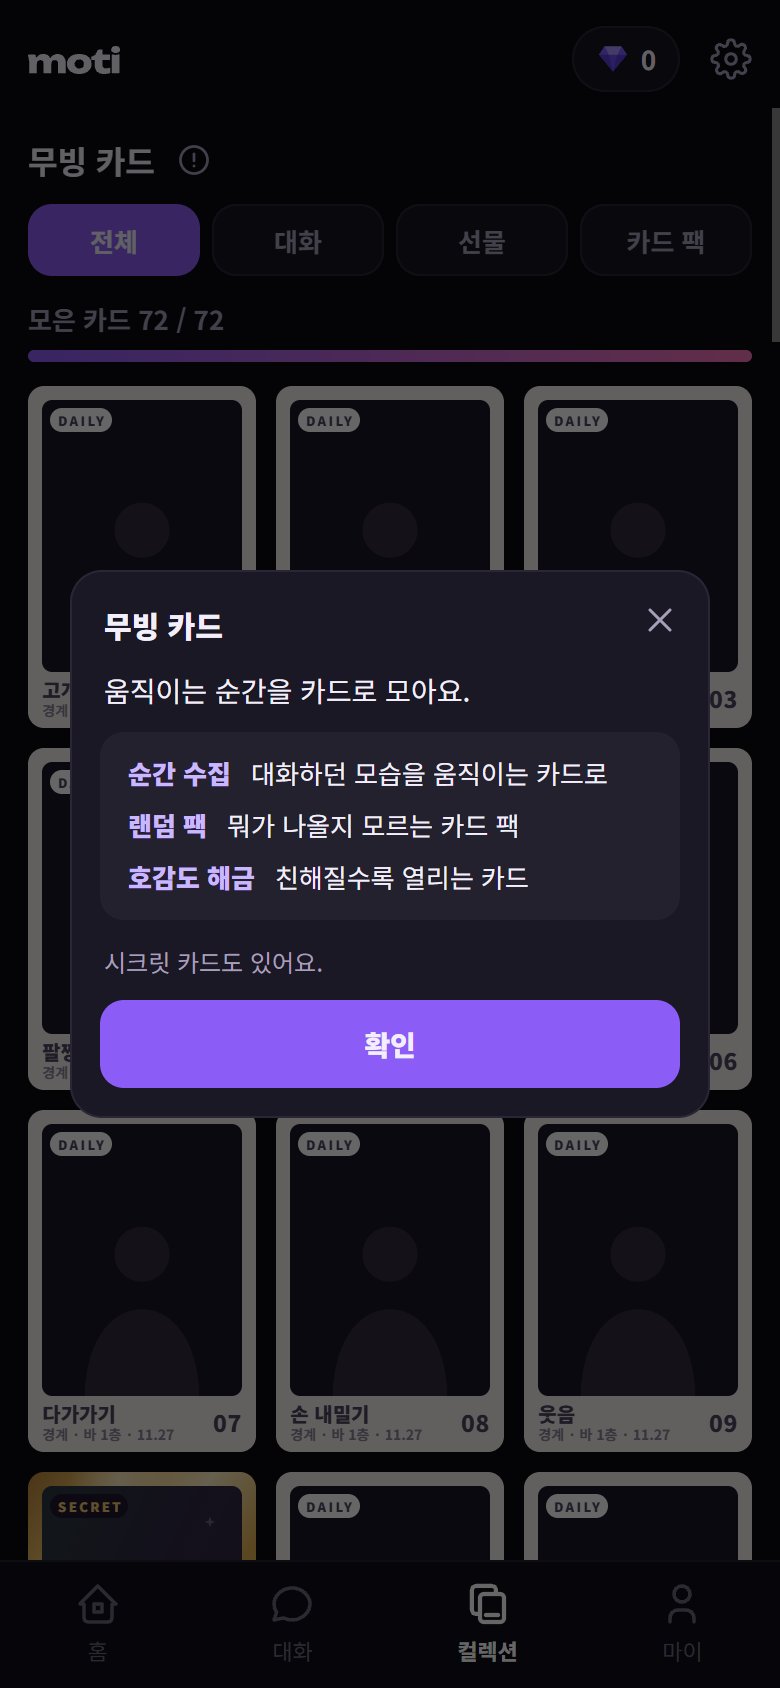 moti
0
무빙 카드
전체
대화
선물
카드 팩
모은 카드 72 / 72
DAILY
DAILY
DAILY
경계
03
무빙 카드
움직이는 순간을 카드로 모아요.
순간 수집 대화하던 모습을 움직이는 카드로
랜덤 팩 뭐가 나올지 모르는 카드 팩
호감도 해금 친해질수록 열리는 카드
시크릿 카드도 있어요.
확인
경계
06
DAILY
DAILY
DAILY
다가가기
경계 · 바 1층 · 11.27
07
손 내밀기
경계 · 바 1층 · 11.27
08
웃음
경계 · 바 1층 · 11.27
09
SECRET
DAILY
DAILY
홈
대화
컬렉션
마이